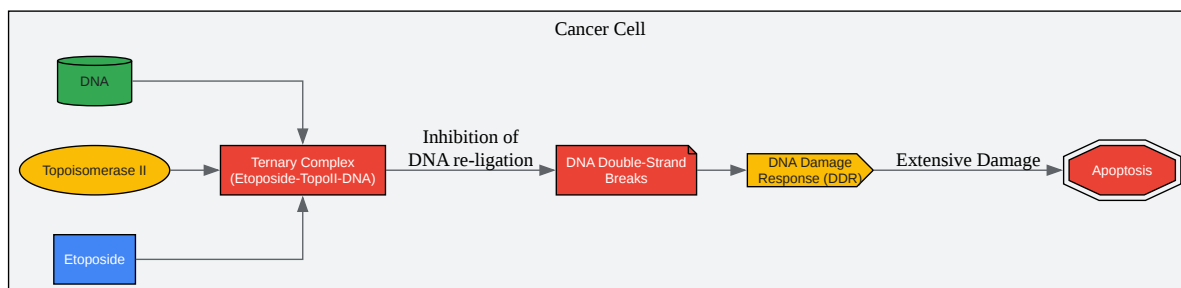 Cancer Cell
DNA
Topoisomerase II
Etoposide
Ternary Complex
(Etoposide-TopoII-DNA)
Inhibition of
DNA re-ligation
DNA Double-Strand
Breaks
DNA Damage
Response (DDR)
Extensive Damage
Apoptosis